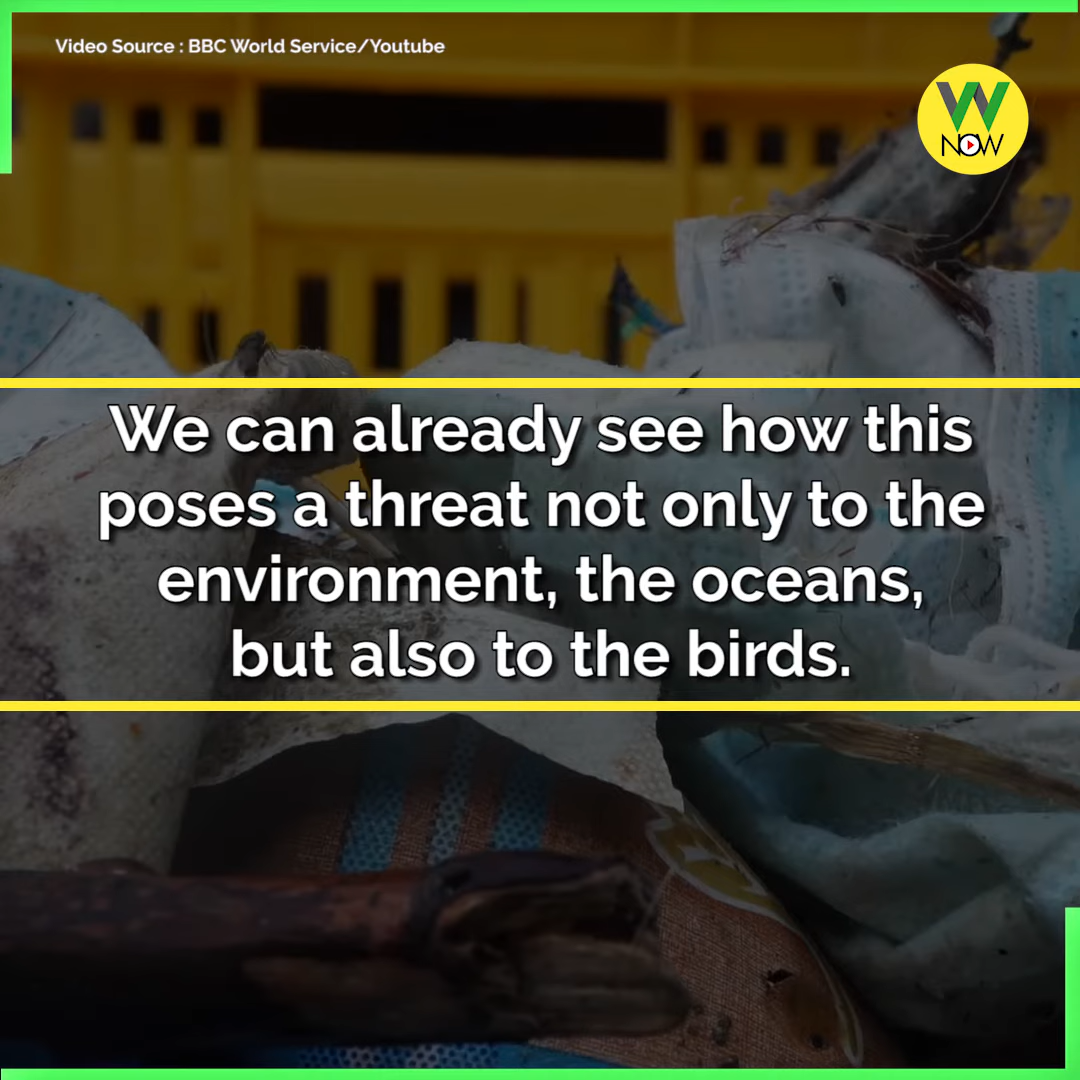 Video Source : BBC World Service/Youtube
W
NOW
We can already see how this
poses a threat not only to the
environment, the oceans,
but also to the birds.